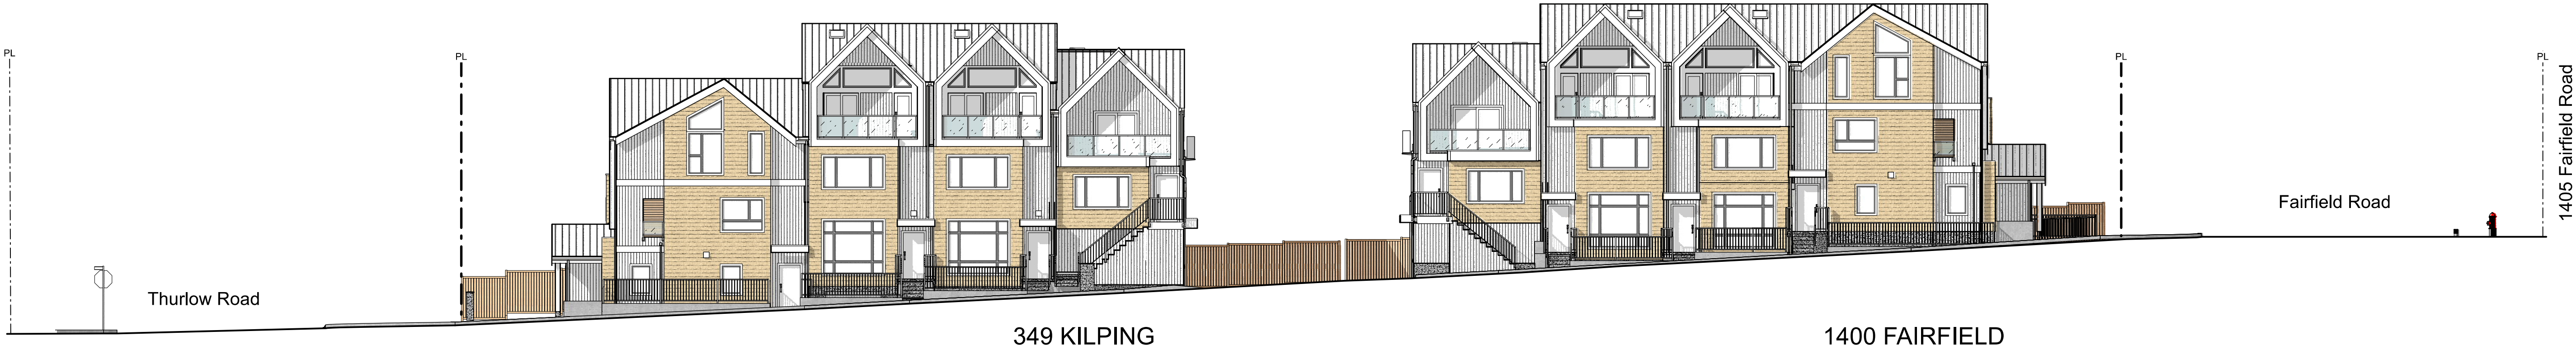 PL
PL
PL
PL
1405 Fairfield Road
Fairfield Road
Thurlow Road
349 KILPING
1400 FAIRFIELD